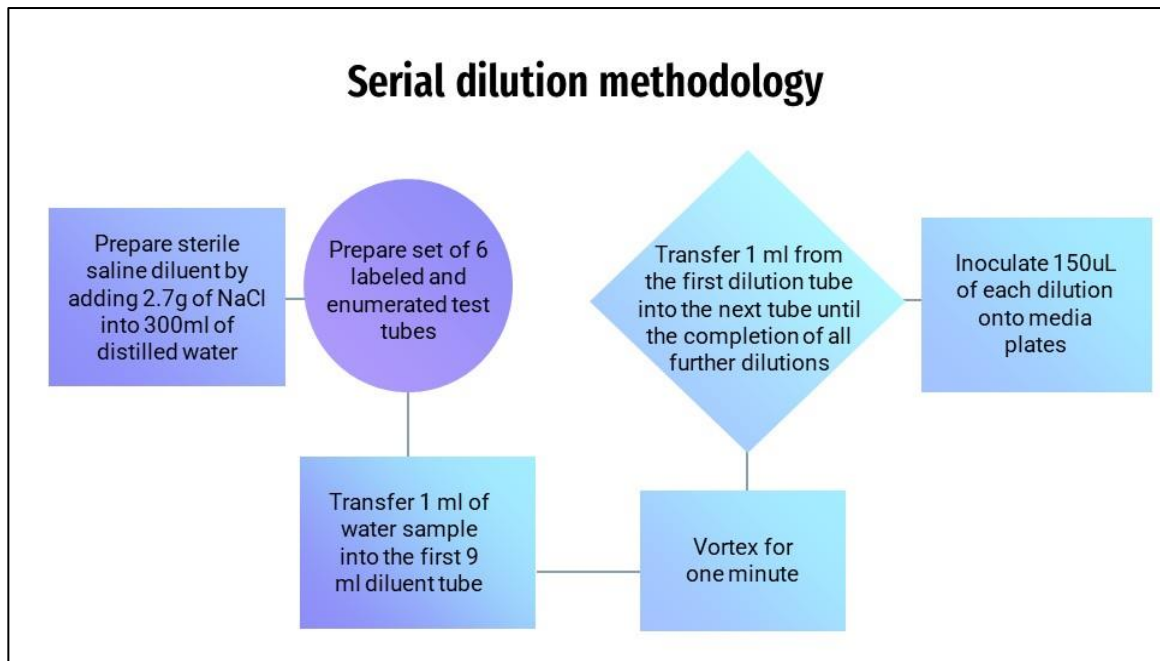 Serial dilution methodology
Prepare sterile
saline diluent by
adding 2.7g of NaCl
into 300ml of
distilled water
Prepare set of 6
labeled and
enumerated test
tubes
Transfer 1 ml of
water sample
into the first 9
ml diluent tube
Vortex for
one minute
Transfer 1 ml from
the first dilution tube
into the next tube until
the completion of all
further dilutions
Inoculate 150uL
of each dilution
onto media
plates